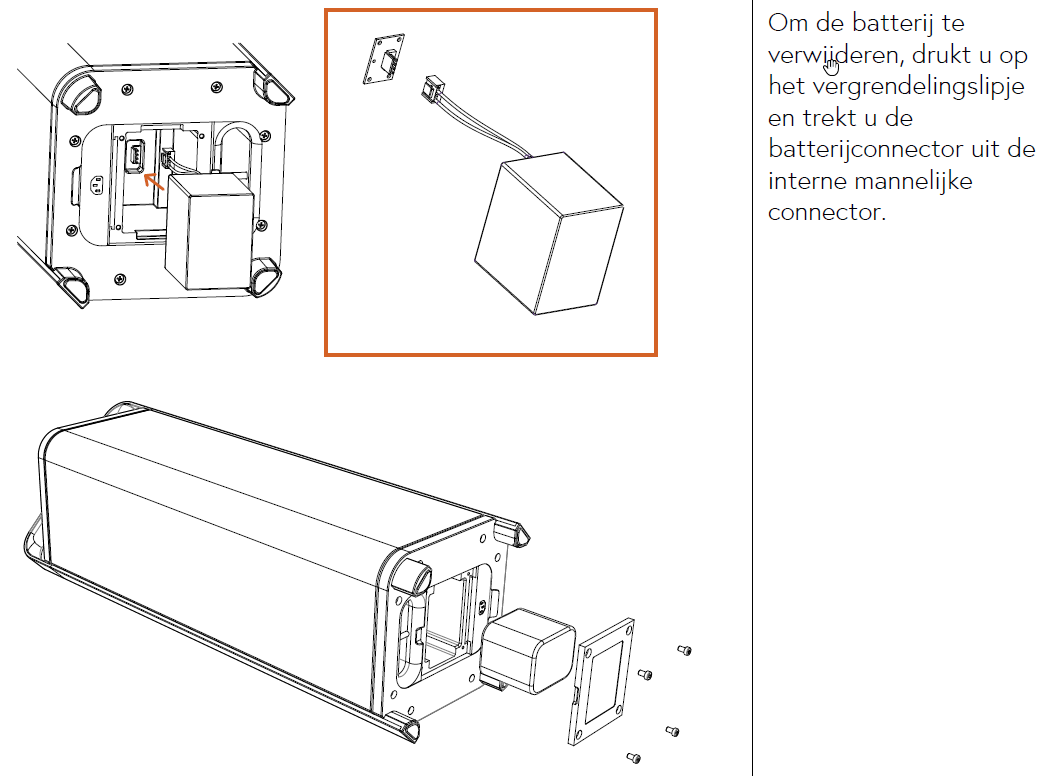 Om de batterij te
verwijderen, drukt u op
het vergrendelingslipje
en trekt u de
batterijconnector uit de
interne mannelijke
connector.